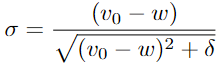 σ = (v₀ − w) / √((v₀ − w)² + δ)